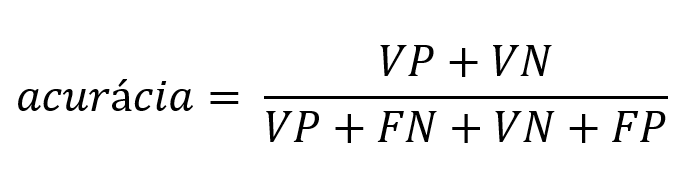 acurácia = VP + VN / VP + FN + VN + FP